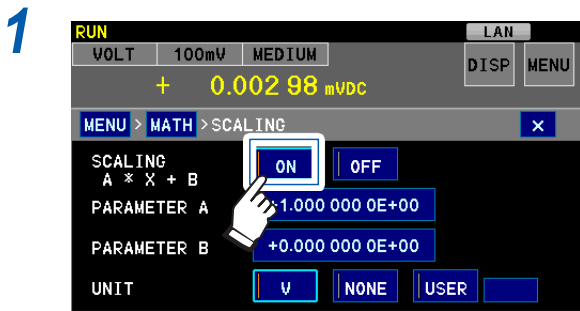 1
RUN LAN
VOLT 100mV MEDIUM DISP MENU
+ 0.002 98 mVDC
MENU > MATH >SCALING ×
SCALING ON OFF
A * X + B
PARAMETER A +1.000 000 0E+00
PARAMETER B +0.000 000 0E+00
UNIT V NONE USER